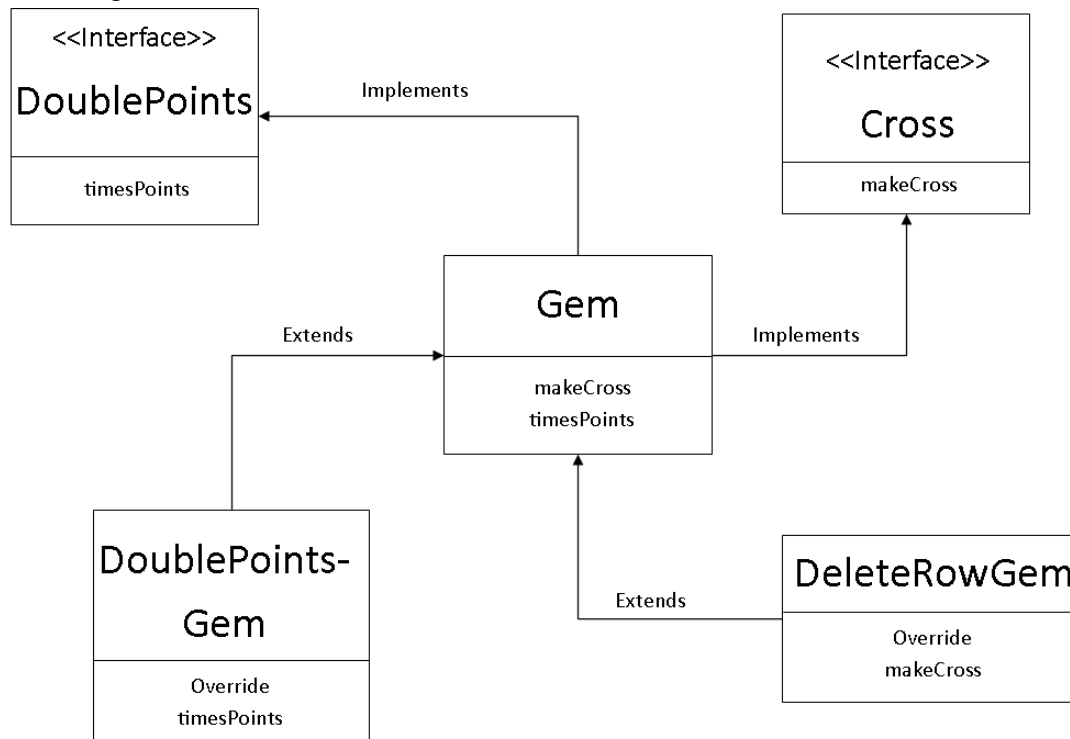 <<Interface>>
DoublePoints
timesPoints
Implements
<<Interface>>
Cross
makeCross
Gem
makeCross
timesPoints
Extends
Implements
DoublePoints-
Gem
Override
timesPoints
Extends
DeleteRowGem
Override
makeCross